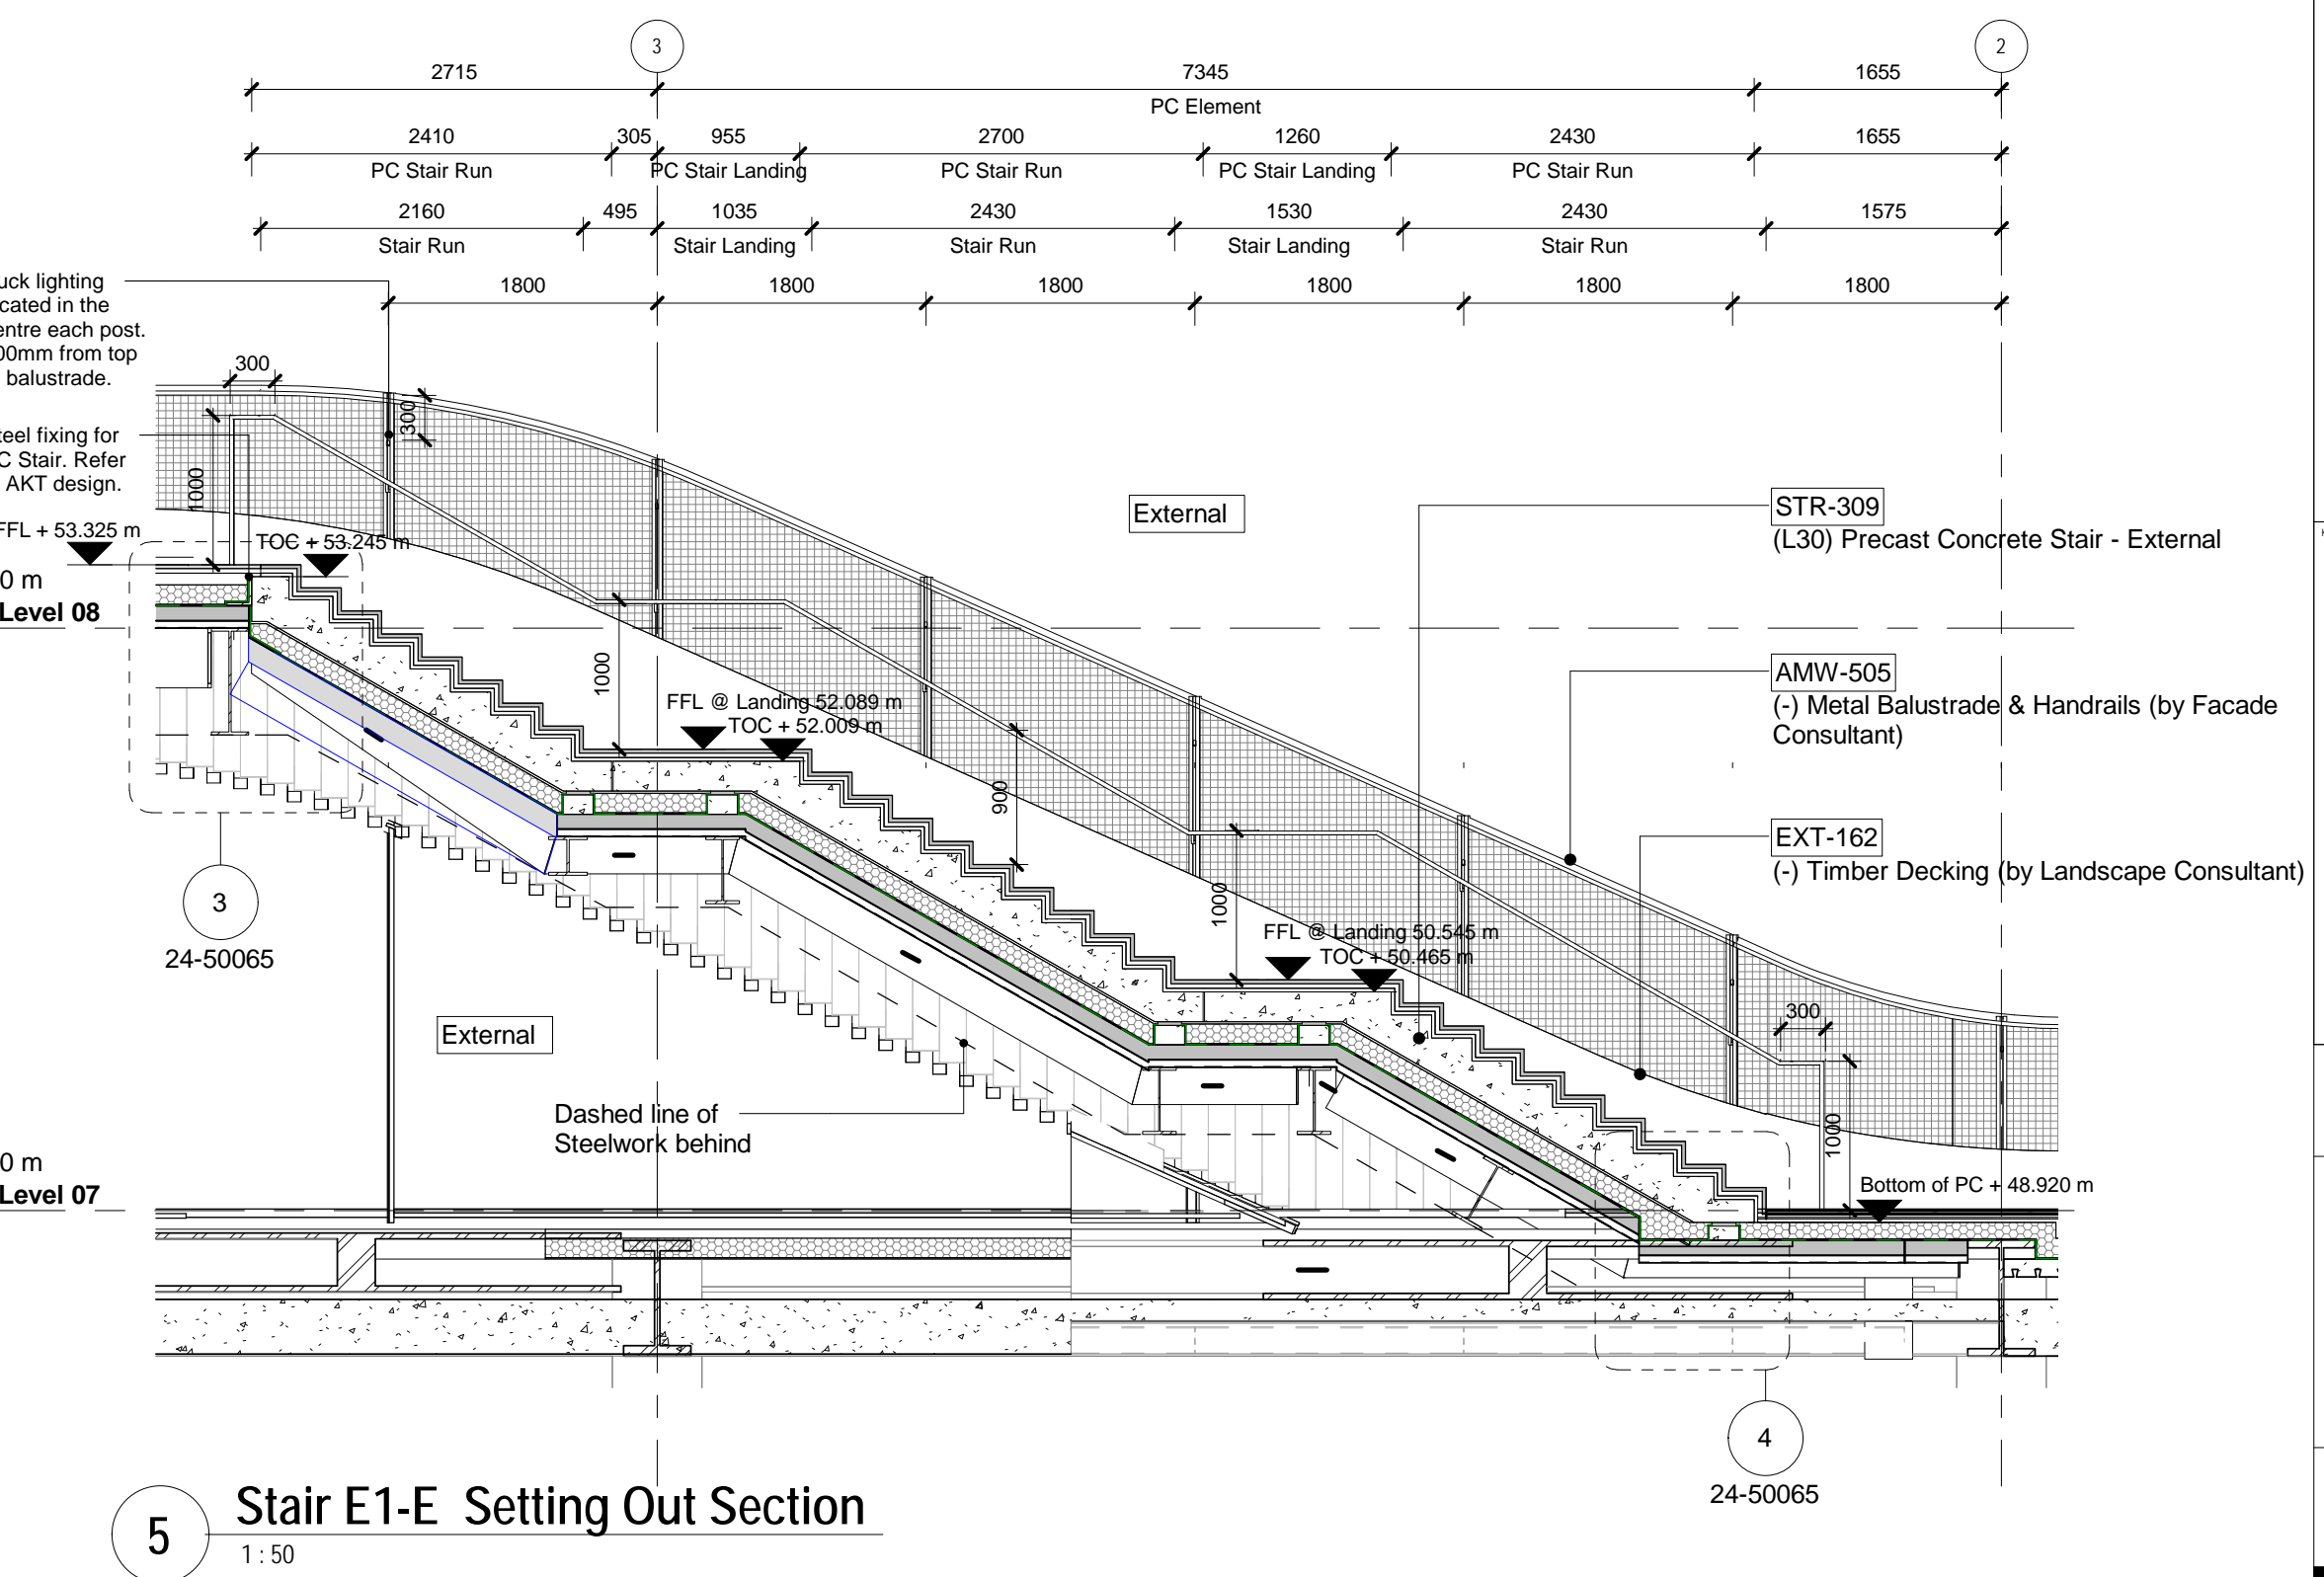 3
2
2715
7345
1655
PC Element
2410
305
955
2700
1260
2430
1655
PC Stair Run
PC Stair Landing
PC Stair Run
PC Stair Landing
PC Stair Run
2160
495
1035
2430
1530
2430
1575
Stair Run
Stair Landing
Stair Run
Stair Landing
Stair Run
1800
1800
1800
1800
1800
1800
uck lighting
cated in the
entre each post.
00mm from top
balustrade.
300
300
teel fixing for
C Stair. Refer
AKT design.
1000
External
STR-309
(L30) Precast Concrete Stair - External
FFL + 53.325 m
TOC + 53.245 m
0 m
Level 08
1000
AMW-505
(-) Metal Balustrade & Handrails (by Facade
Consultant)
FFL @ Landing 52.089 m
TOC + 52.009 m
900
EXT-162
(-) Timber Decking (by Landscape Consultant)
3
24-50065
1000
FFL @ Landing 50.545 m
TOC + 50.465 m
External
300
Dashed line of
Steelwork behind
1000
0 m
Level 07
Bottom of PC + 48.920 m
4
24-50065
5
Stair E1-E Setting Out Section
1 : 50